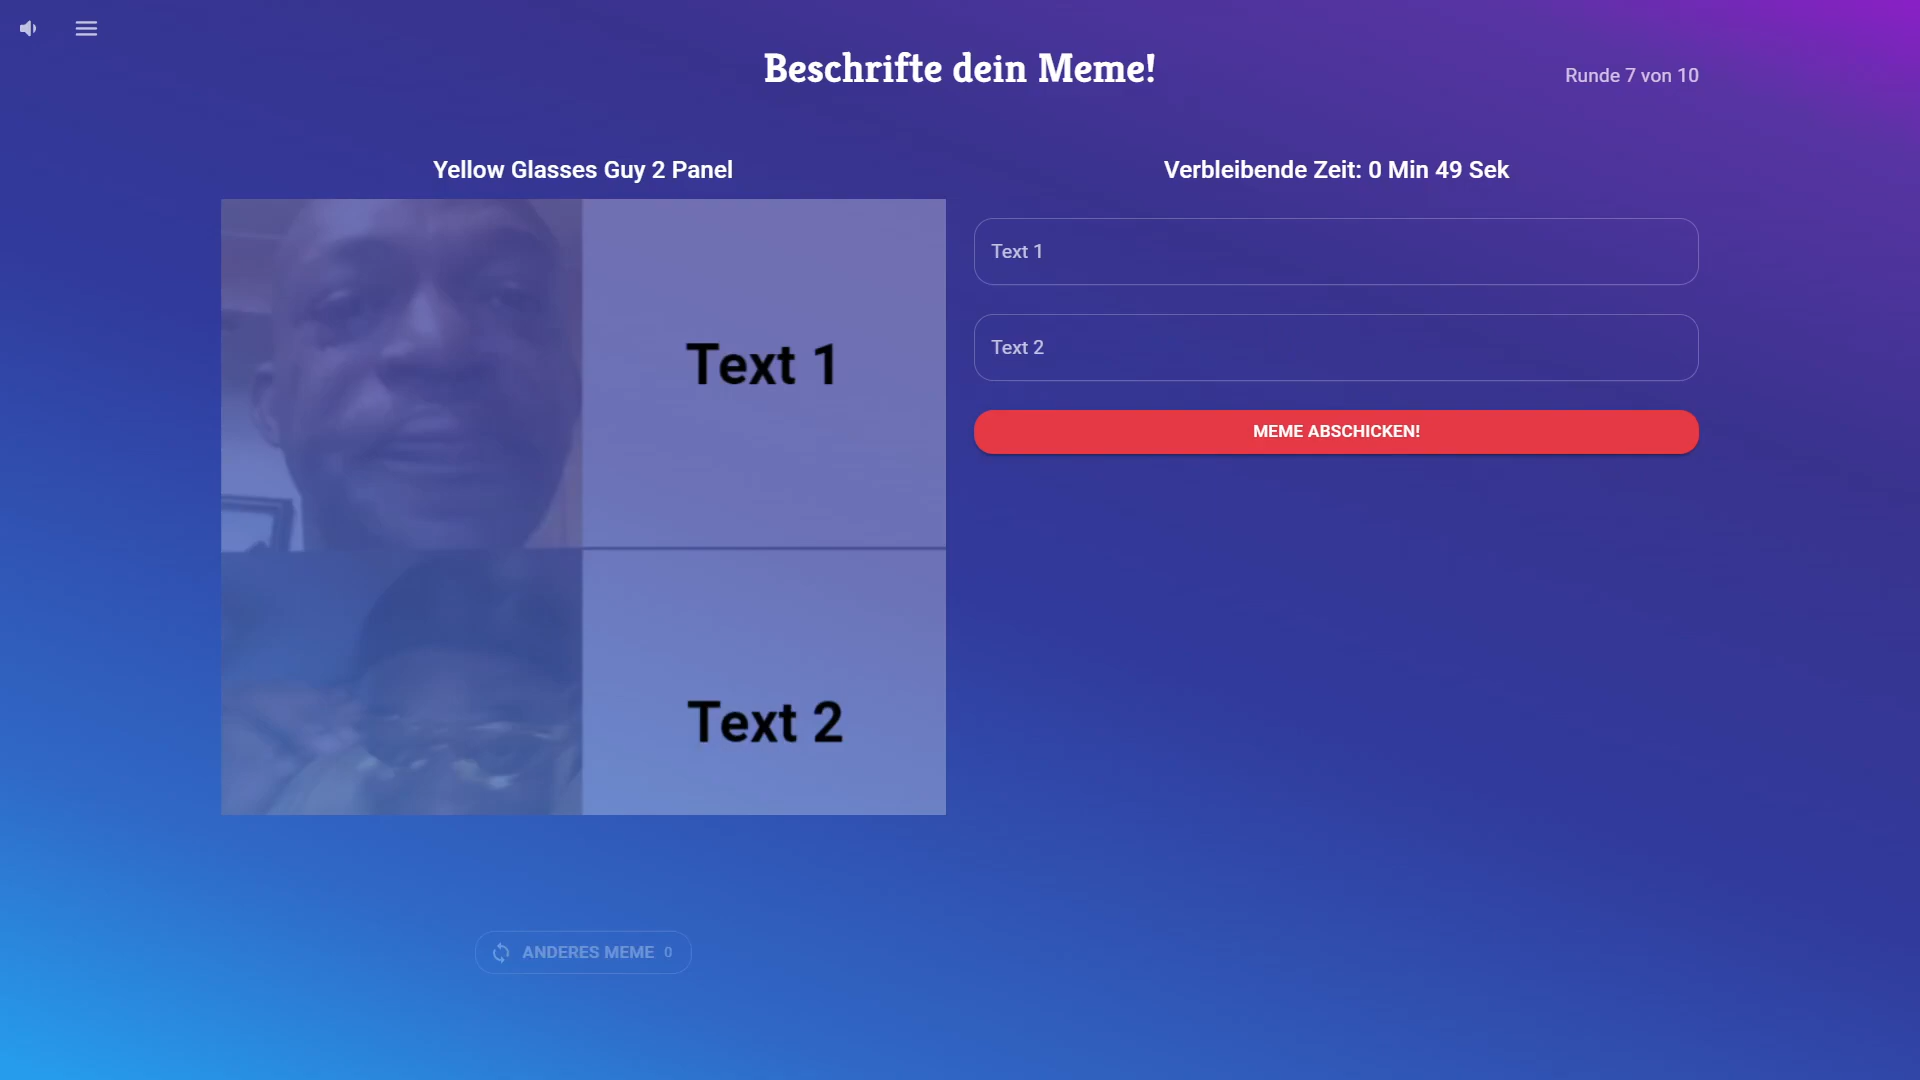 Beschrifte dein Meme!
Runde 7 von 10
Yellow Glasses Guy 2 Panel
Text 1
Text 2
Verbleibende Zeit: 0 Min 49 Sek
Text 1
Text 2
MEME ABSCHICKEN!
ANDERES MEME 0